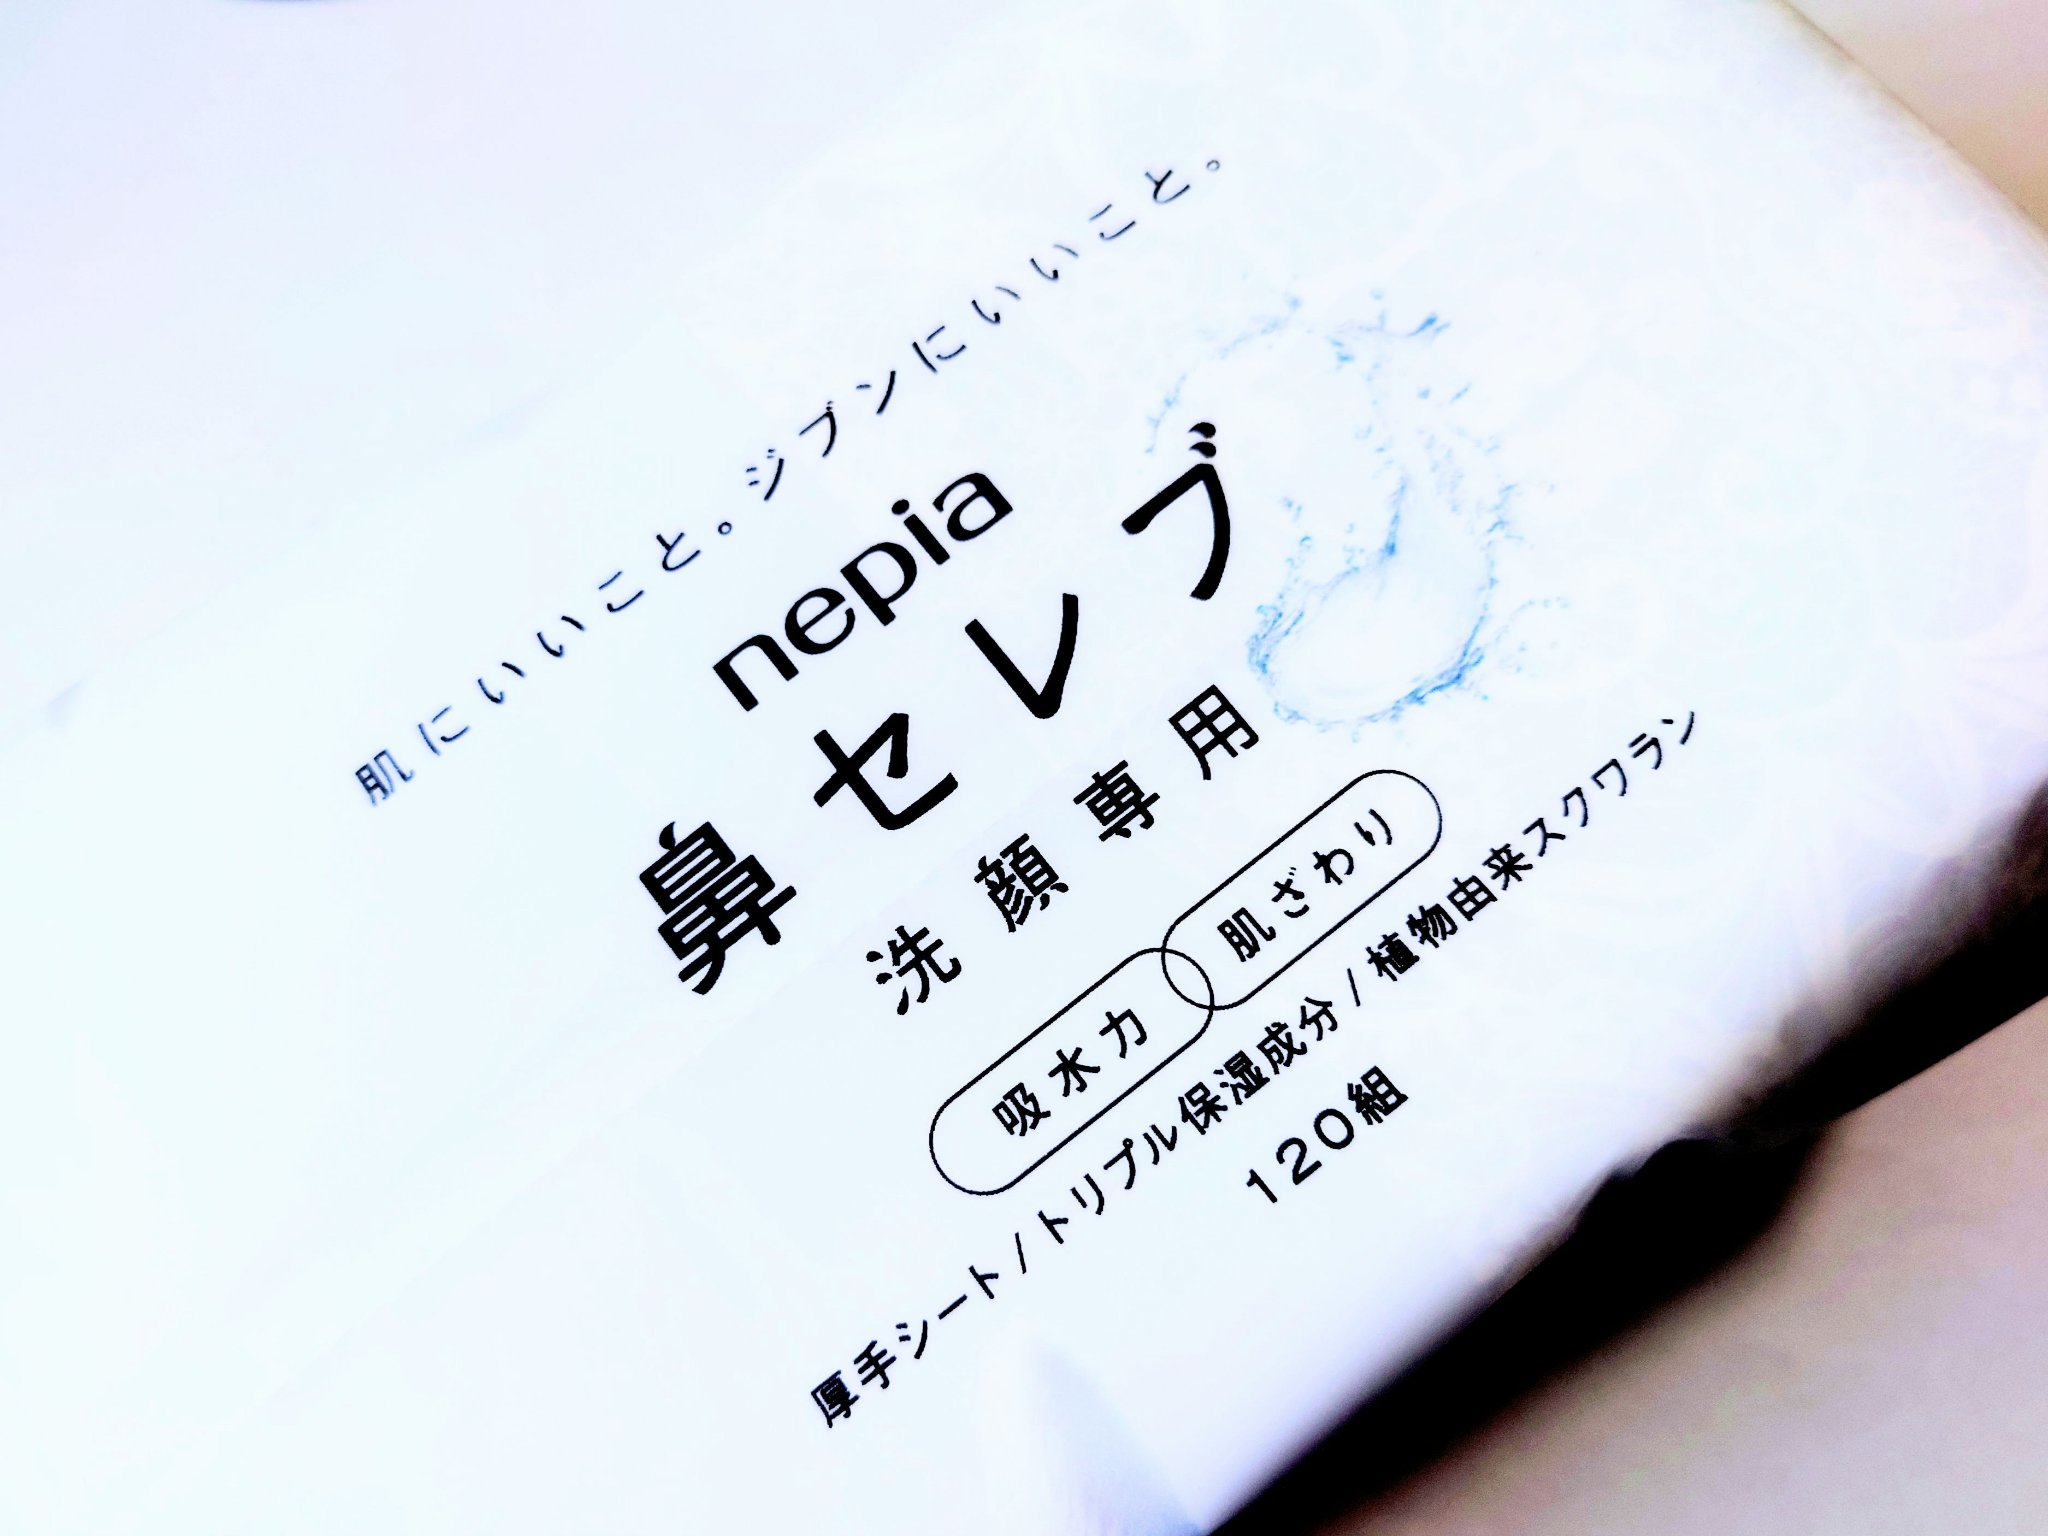 肌にいいこと。ジブンにいいこと。
nepia
鼻セレブ
洗顔専用
吸水力 肌ざわり
厚手シート/トリプル保湿成分/植物由来スクワラン
120組